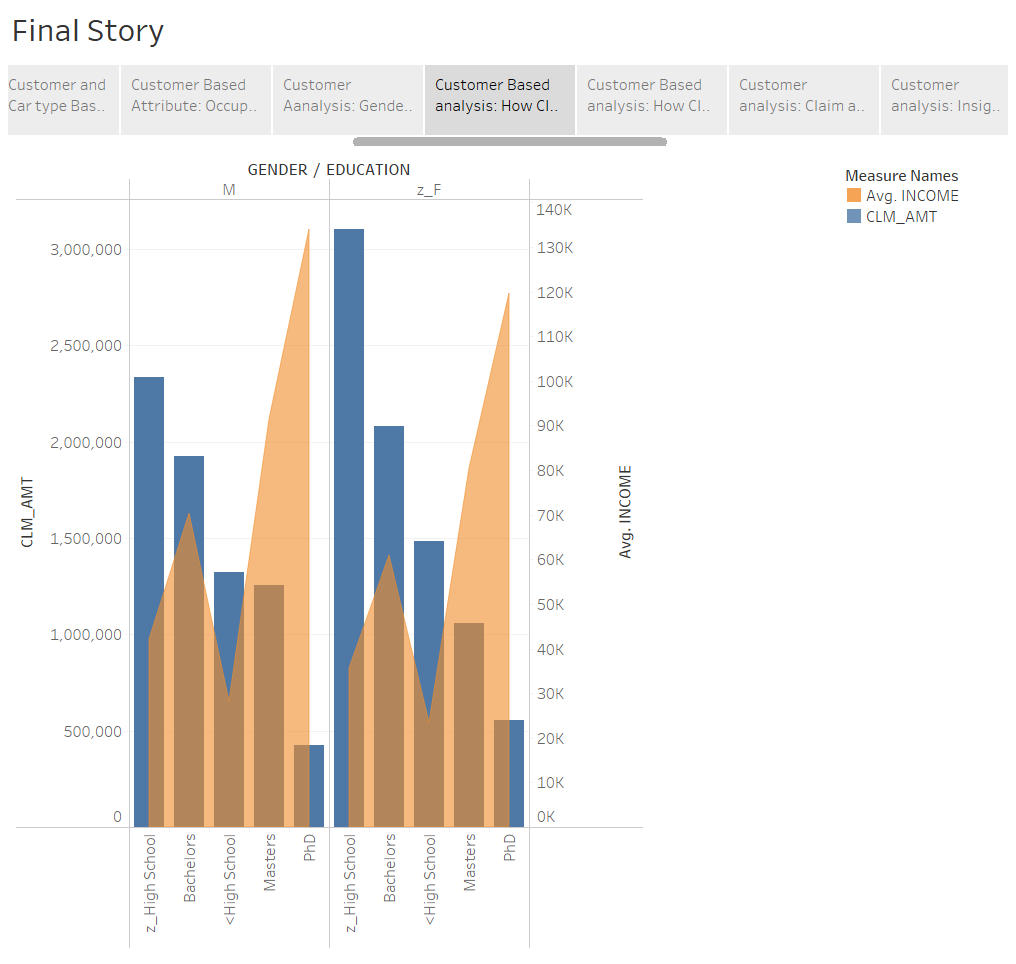 Final Story
Customer and
Car type Bas..
Customer Based
Attribute: Occup..
Customer
Aanalysis: Gende..
Customer Based
analysis: How Cl..
Customer Based
analysis: How Cl..
Customer
analysis: Claim a..
Customer
analysis: Insig..
GENDER / EDUCATION
M
z_F
Measure Names
Avg. INCOME
CLM_AMT
3,000,000
2,500,000
2,000,000
1,500,000
1,000,000
500,000
0
CLM_AMT
140K
130K
120K
110K
100K
90K
80K
70K
60K
50K
40K
30K
20K
10K
0K
Avg. INCOME
z_High School
Bachelors
<High School
Masters
PhD
z_High School
Bachelors
<High School
Masters
PhD